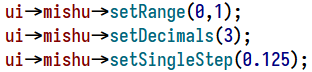 ui->mishu->setRange(0,1);
ui->mishu->setDecimals(3);
ui->mishu->setSingleStep(0.125);